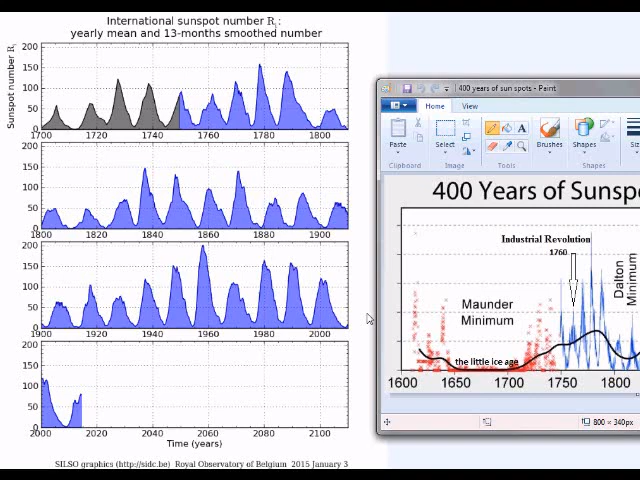 International sunspot number Ri:
yearly mean and 13-months smoothed number
Sunspot number Ri
200
150
100
50
0
1700 1720 1740 1760 1780 1800
200
150
100
50
0
1800 1820 1840 1860 1880 1900
200
150
100
50
0
1900 1920 1940 1960 1980 2000
200
150
100
50
0
2000 2020 2040 2060 2080 2100
Time (years)
SILSO graphics (http://sidc.be) Royal Observatory of Belgium 2015 January 3
400 years of sun spots - Paint
Home View
Paste
Select
Brushes
Shapes
Clipboard Image Tools Shapes
400 Years of Sunsp
Industrial Revolution
1760
Dalton
Minimum
Maunder
Minimum
the little ice age
1600 1650 1700 1750 1800
800 × 340px